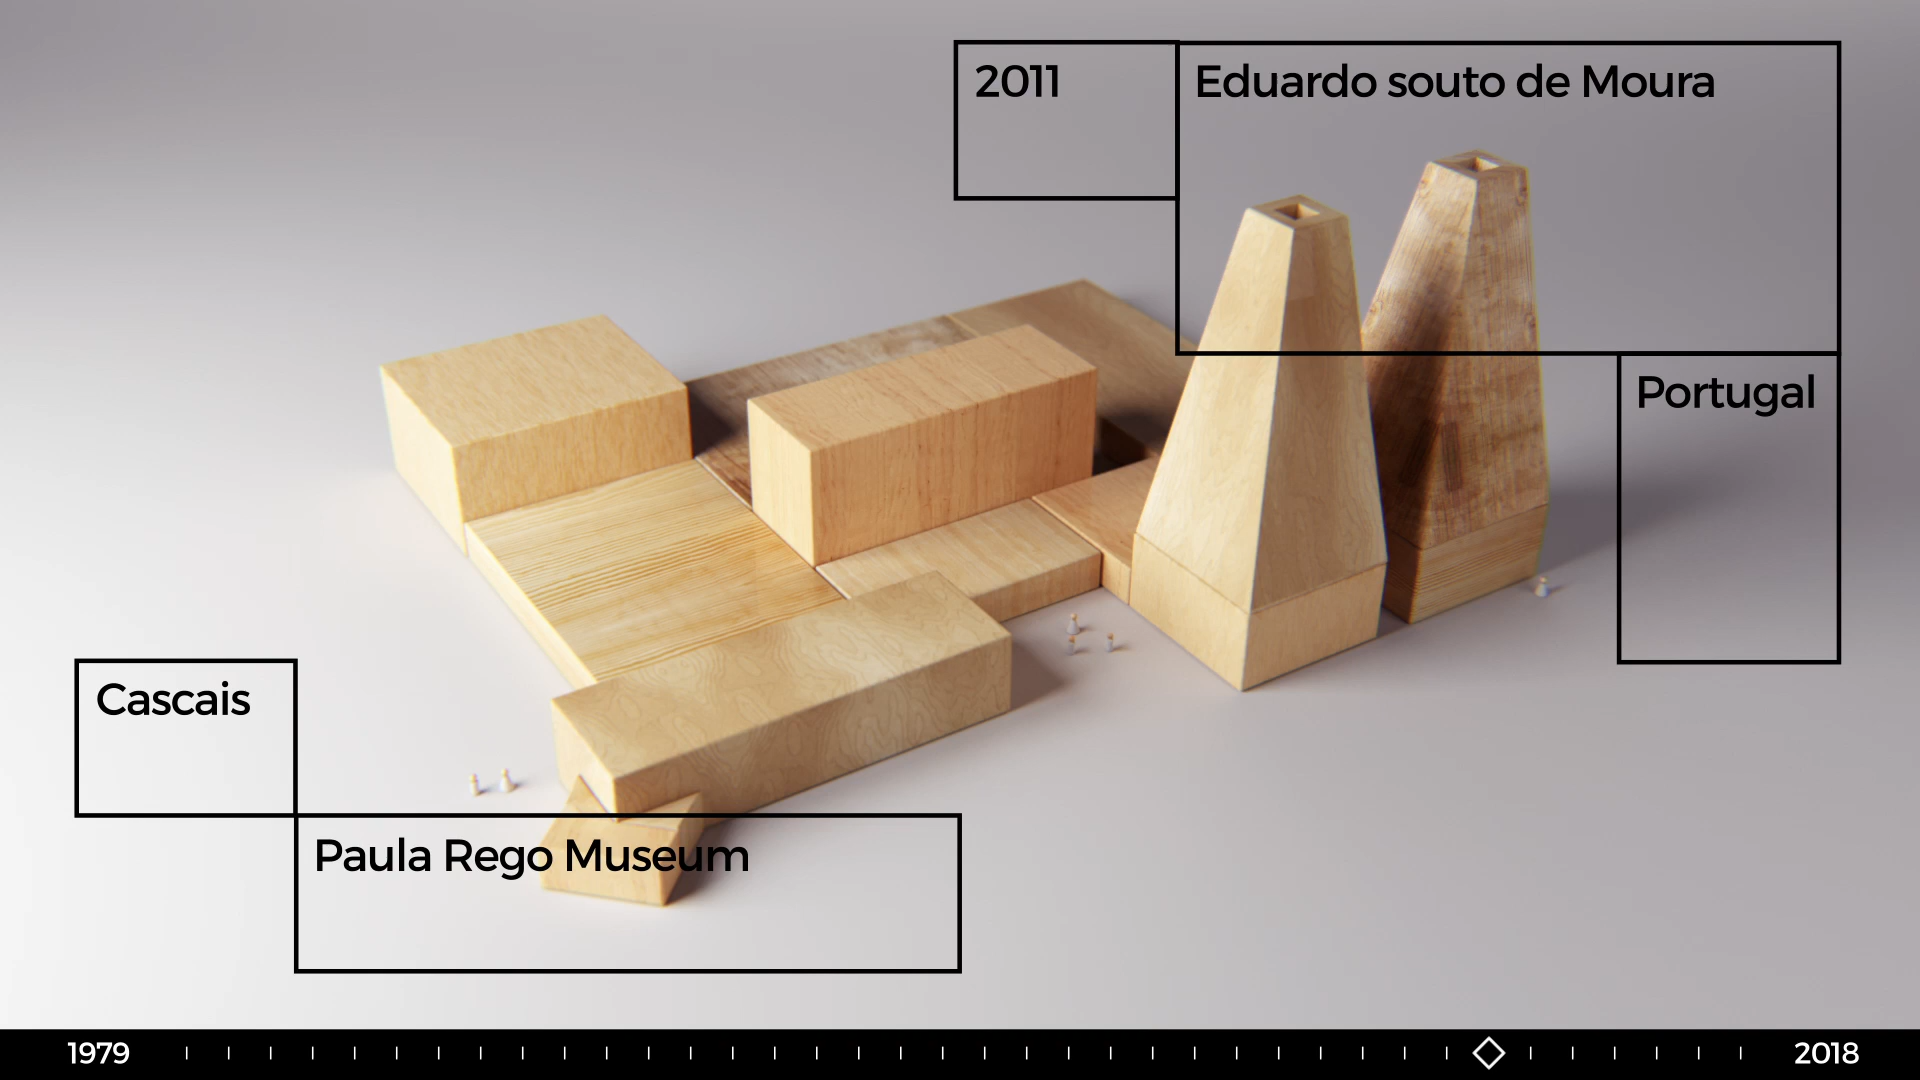 2011
Eduardo souto de Moura
Portugal
Cascais
Paula Rego Museum
1979
2018